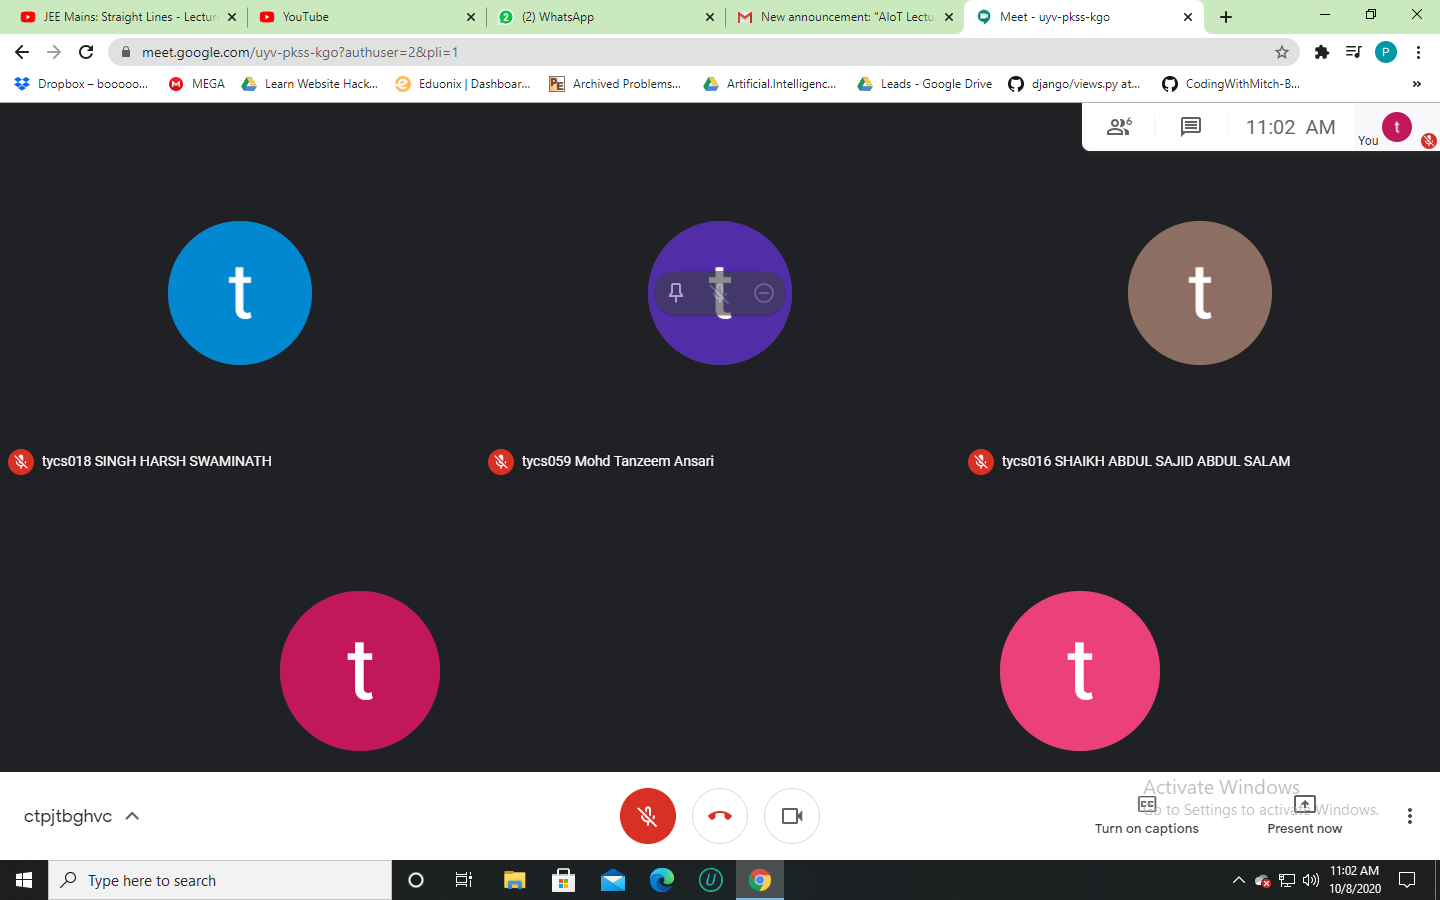 JEE Mains: Straight Lines - Lectur
YouTube
(2) WhatsApp
New announcement: "AIoT Lectu
Meet - uyv-pkss-kgo
meet.google.com/uyv-pkss-kgo?authuser=2&pli=1
P
Dropbox – booooo...
MEGA
Learn Website Hack...
Eduonix | Dashboar...
Archived Problems...
Artificial.Intelligenc...
Leads - Google Drive
django/views.py at...
CodingWithMitch-B...
»
6
11:02 AM
You
t
t
t
t
tycs018 SINGH HARSH SWAMINATH
tycs059 Mohd Tanzeem Ansari
tycs016 SHAIKH ABDUL SAJID ABDUL SALAM
t
t
ctpjtbghvc
Activate Windows
Go to Settings to activate Windows.
Turn on captions
Present now
Type here to search
11:02 AM
10/8/2020